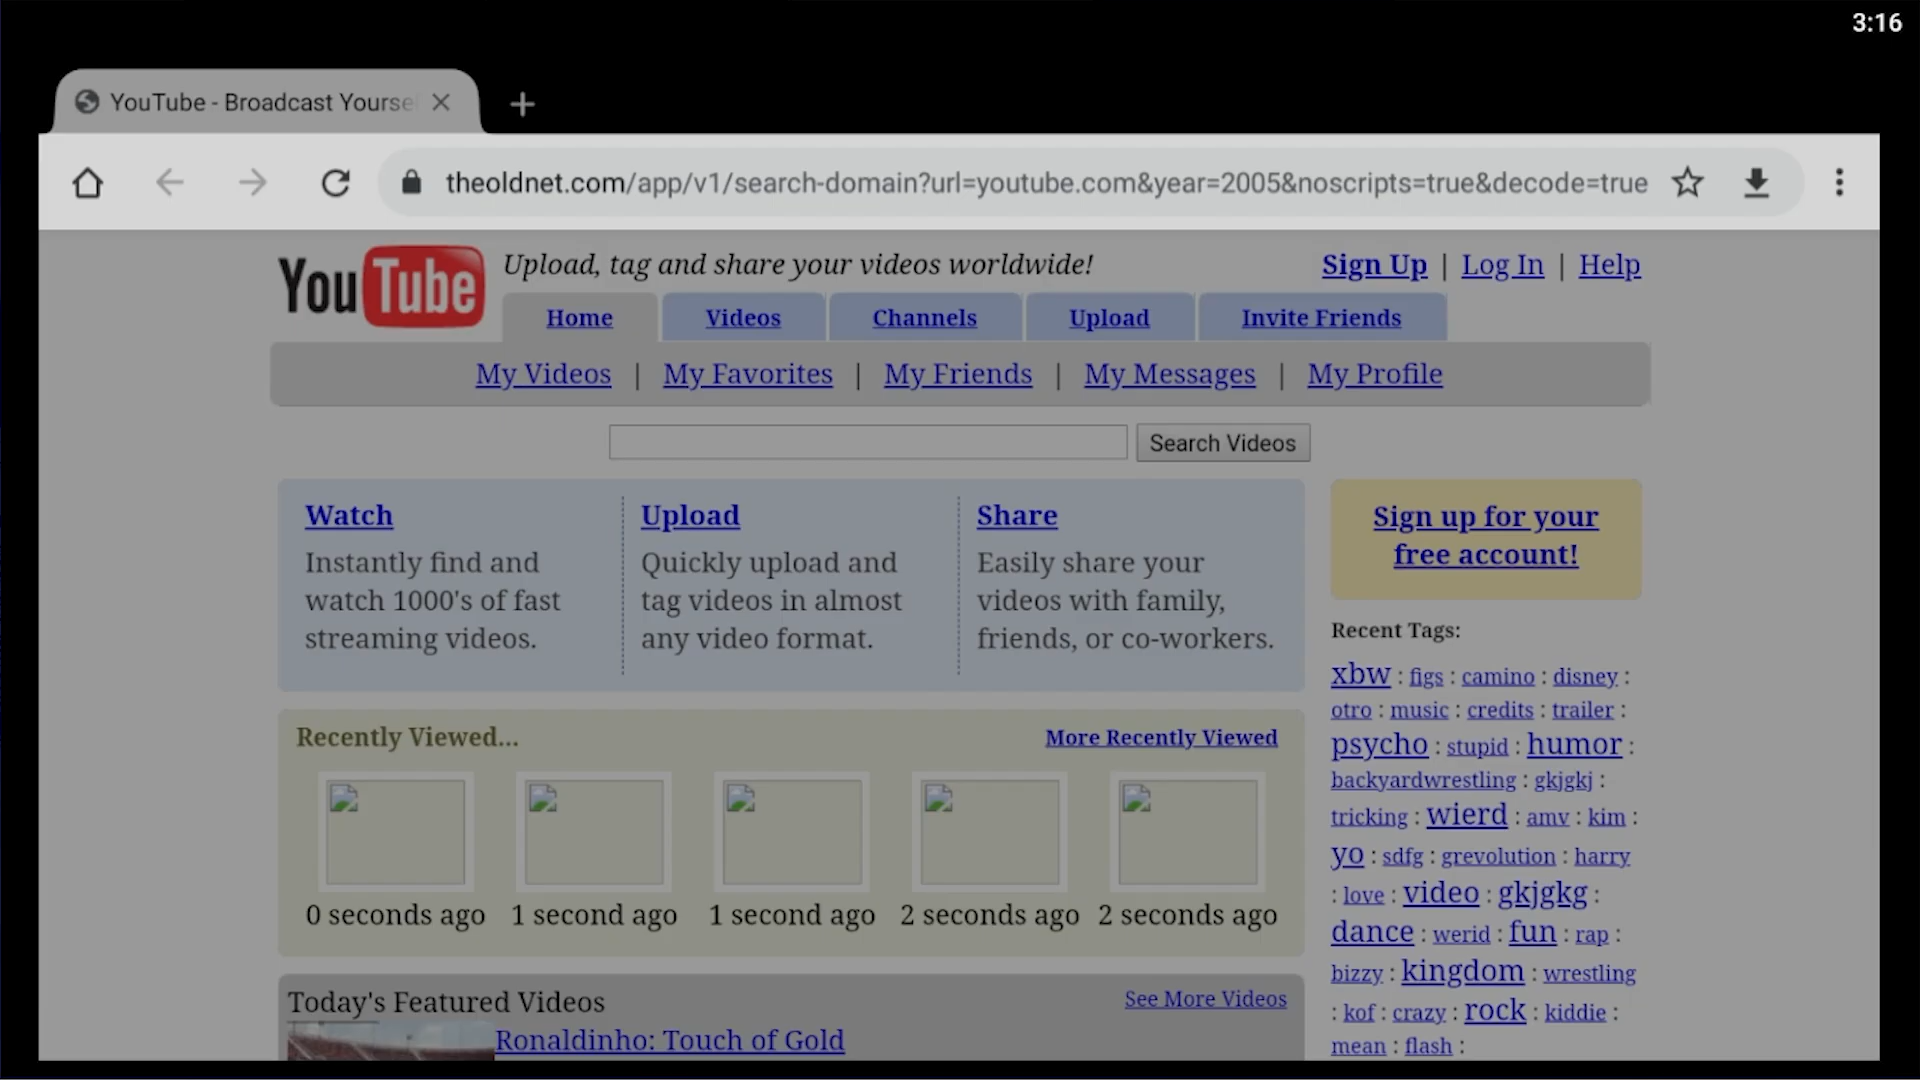 3:16
YouTube - Broadcast Yourse
theoldnet.com/app/v1/search-domain?url=youtube.com&year=2005&noscripts=true&decode=true
YouTube
Upload, tag and share your videos worldwide!
Sign Up | Log In | Help
Home Videos Channels Upload Invite Friends
My Videos | My Favorites | My Friends | My Messages | My Profile
Search Videos
Watch
Instantly find and
watch 1000's of fast
streaming videos.
Upload
Quickly upload and
tag videos in almost
any video format.
Share
Easily share your
videos with family,
friends, or co-workers.
Sign up for your
free account!
Recently Viewed...
More Recently Viewed
0 seconds ago 1 second ago 1 second ago 2 seconds ago 2 seconds ago
Today's Featured Videos
See More Videos
Ronaldinho: Touch of Gold
Recent Tags:
xbw : figs : camino : disney :
otro : music : credits : trailer :
psycho : stupid : humor :
backyardwrestling : gkjgkj :
tricking : wierd : amv : kim :
yo : sdfg : grevolution : harry
: love : video : gkjgkg :
dance : werid : fun : rap :
bizzy : kingdom : wrestling
: kof : crazy : rock : kiddie :
mean : flash :